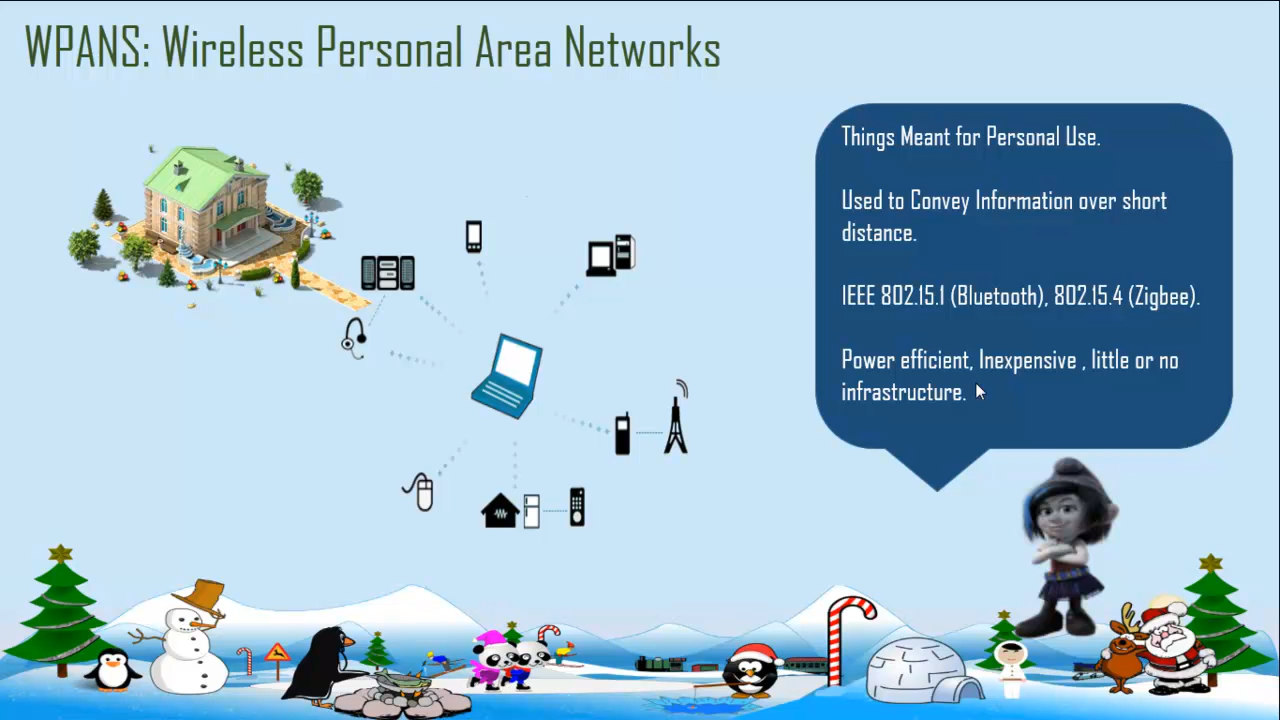 WPANS: Wireless Personal Area Networks
Things Meant for Personal Use.
Used to Convey Information over short
distance.
IEEE 802.15.1 (Bluetooth), 802.15.4 (Zigbee).
Power efficient, Inexpensive , little or no
infrastructure.